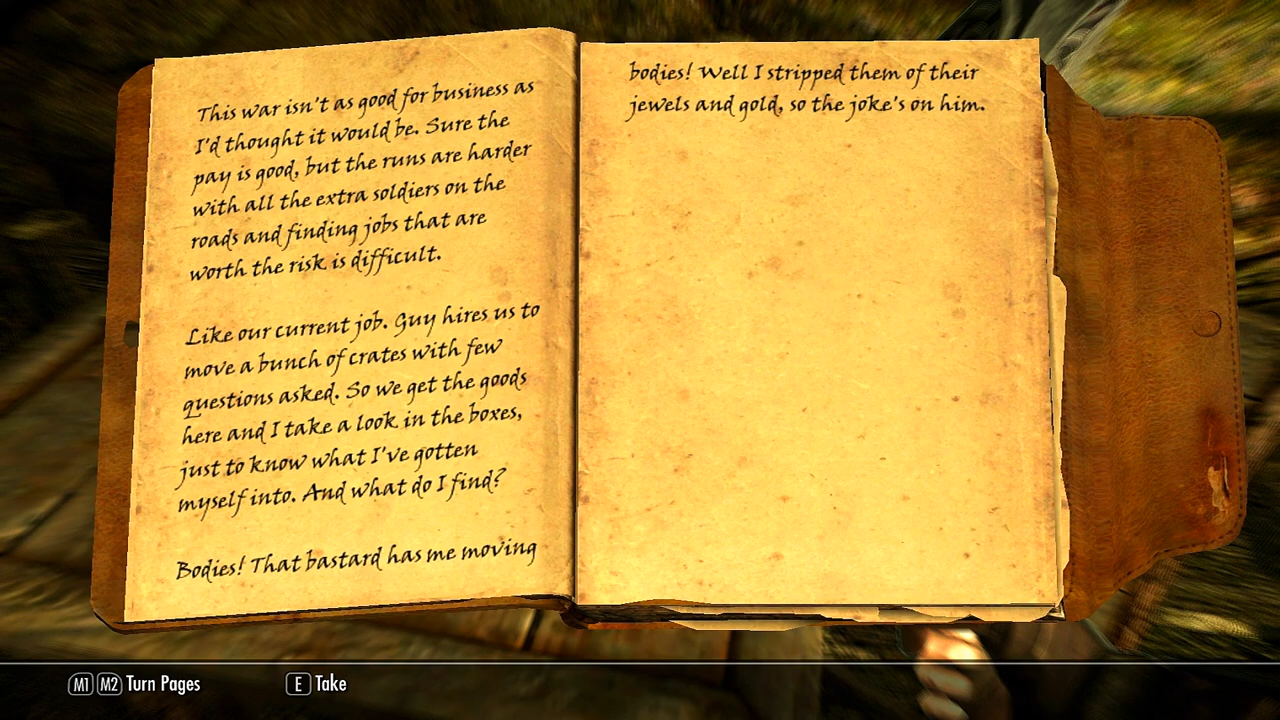 This war isn't as good for business as
I'd thought it would be. Sure the
pay is good, but the runs are harder
with all the extra soldiers on the
roads and finding jobs that are
worth the risk is difficult.
Like our current job. Guy hires us to
move a bunch of crates with few
questions asked. So we get the goods
here and I take a look in the boxes,
just to know what I've gotten
myself into. And what do I find?
Bodies! That bastard has me moving
bodies! Well I stripped them of their
jewels and gold, so the joke's on him.
M1 M2 Turn Pages
E Take